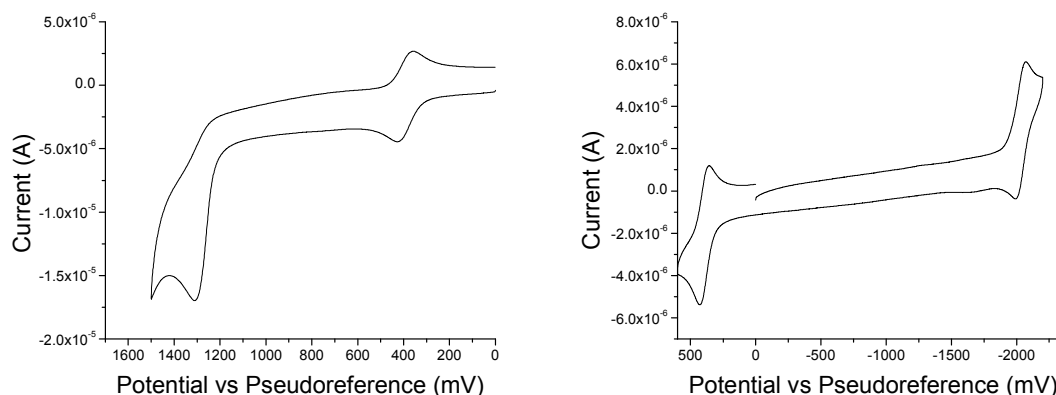 5.0x10⁻⁶
0.0
-5.0x10⁻⁶
-1.0x10⁻⁵
-1.5x10⁻⁵
-2.0x10⁻⁵
Current (A)
1600 1400 1200 1000 800 600 400 200 0
Potential vs Pseudoreference (mV)
8.0x10⁻⁶
6.0x10⁻⁶
4.0x10⁻⁶
2.0x10⁻⁶
0.0
-2.0x10⁻⁶
-4.0x10⁻⁶
-6.0x10⁻⁶
Current (A)
500 0 -500 -1000 -1500 -2000
Potential vs Pseudoreference (mV)